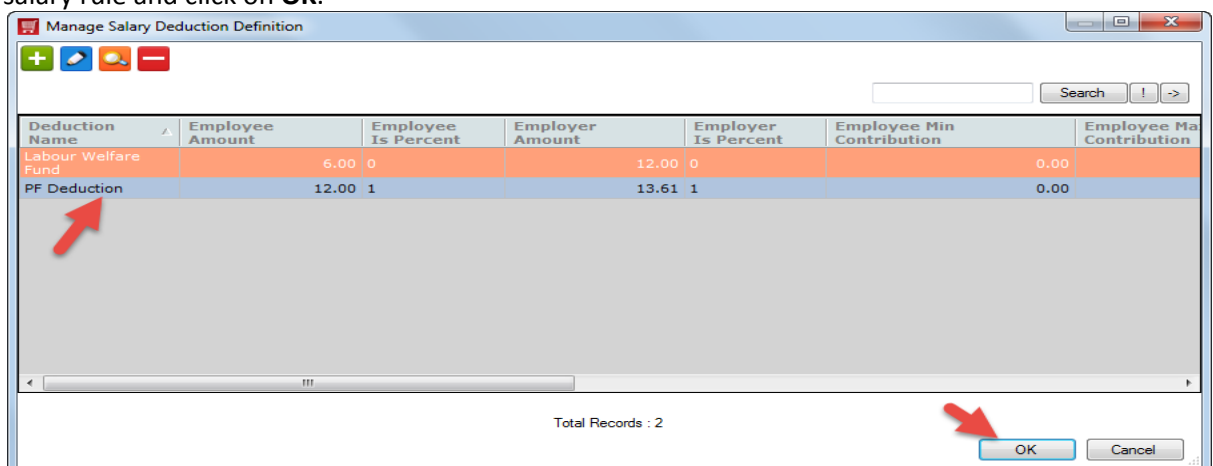 salary rule and click on OK.
Manage Salary Deduction Definition
Search ! ->
Deduction Name Employee Amount Employee Is Percent Employer Amount Employer Is Percent Employee Min Contribution Employee Ma Contribution
Labour Welfare Fund 6.00 0 12.00 0 0.00
PF Deduction 12.00 1 13.61 1 0.00
Total Records : 2
OK Cancel